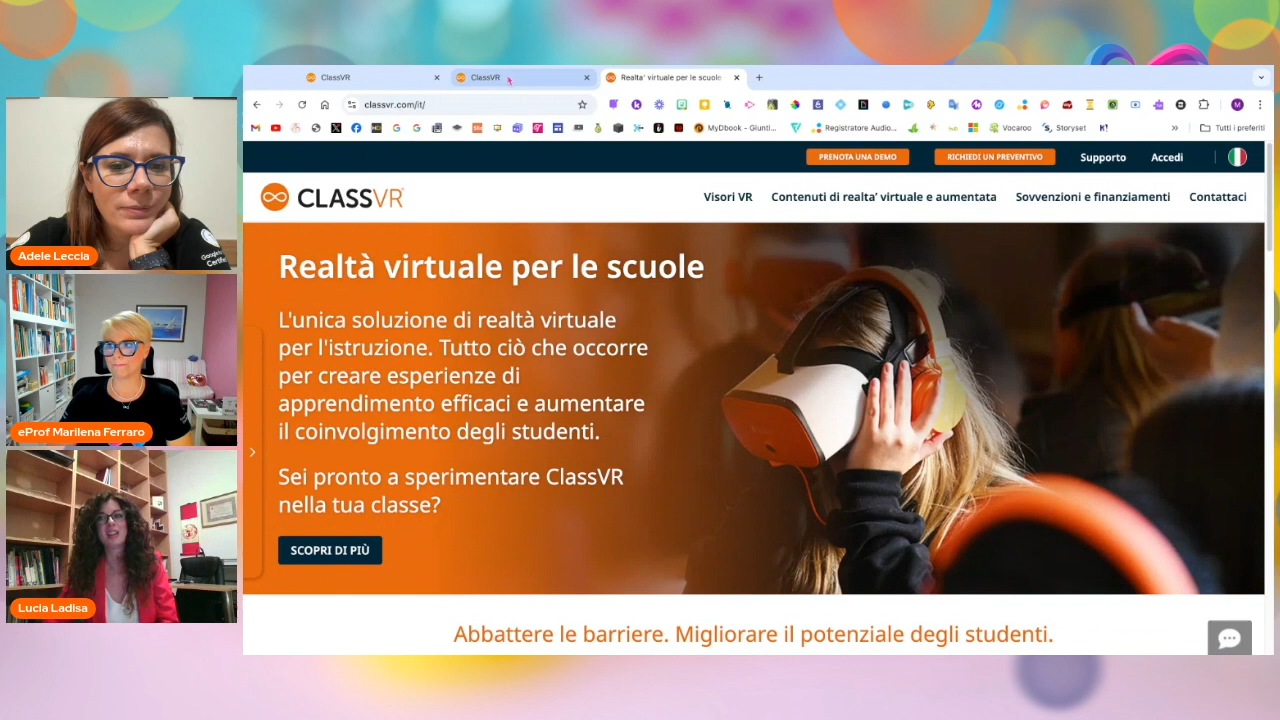 ClassVR
ClassVR
Realta' virtuale per le scuole
classvr.com/it/
MyDbook - Giunti...
Registratore Audio...
Vocaroo
Storyset
Tutti i preferiti
PRENOTA UNA DEMO
RICHIEDI UN PREVENTIVO
Supporto
Accedi
CLASSVR
Visori VR
Contenuti di realta' virtuale e aumentata
Sovvenzioni e finanziamenti
Contattaci
Realtà virtuale per le scuole
L'unica soluzione di realtà virtuale
per l'istruzione. Tutto ciò che occorre
per creare esperienze di
apprendimento efficaci e aumentare
il coinvolgimento degli studenti.
Sei pronto a sperimentare ClassVR
nella tua classe?
SCOPRI DI PIÙ
Abbattere le barriere. Migliorare il potenziale degli studenti.
Adele Leccia
eProf Marilena Ferraro
Lucia Ladisa